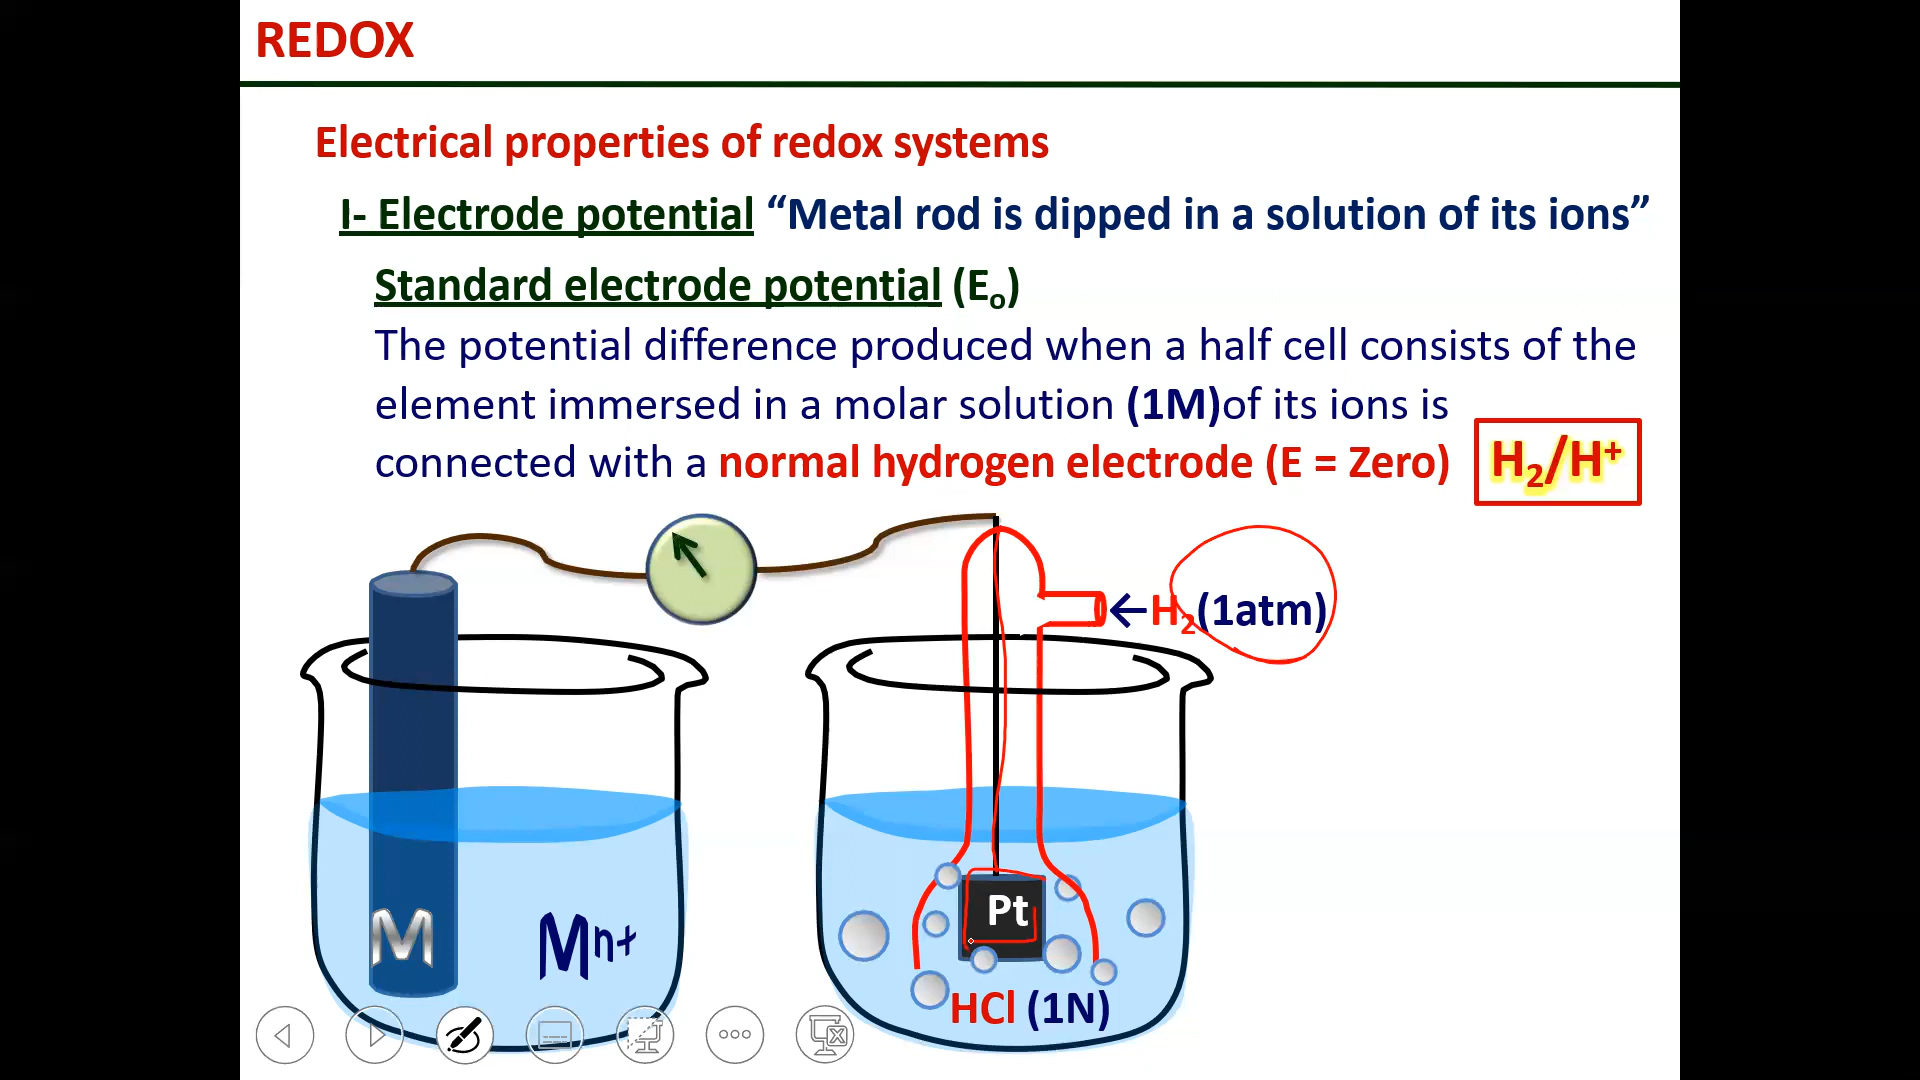 REDOX
Electrical properties of redox systems
I- Electrode potential “Metal rod is dipped in a solution of its ions”
Standard electrode potential (Eₒ)
The potential difference produced when a half cell consists of the
element immersed in a molar solution (1M)of its ions is
connected with a normal hydrogen electrode (E = Zero)
H₂/H⁺
←H₂(1atm)
M
Mn+
Pt
HCl (1N)